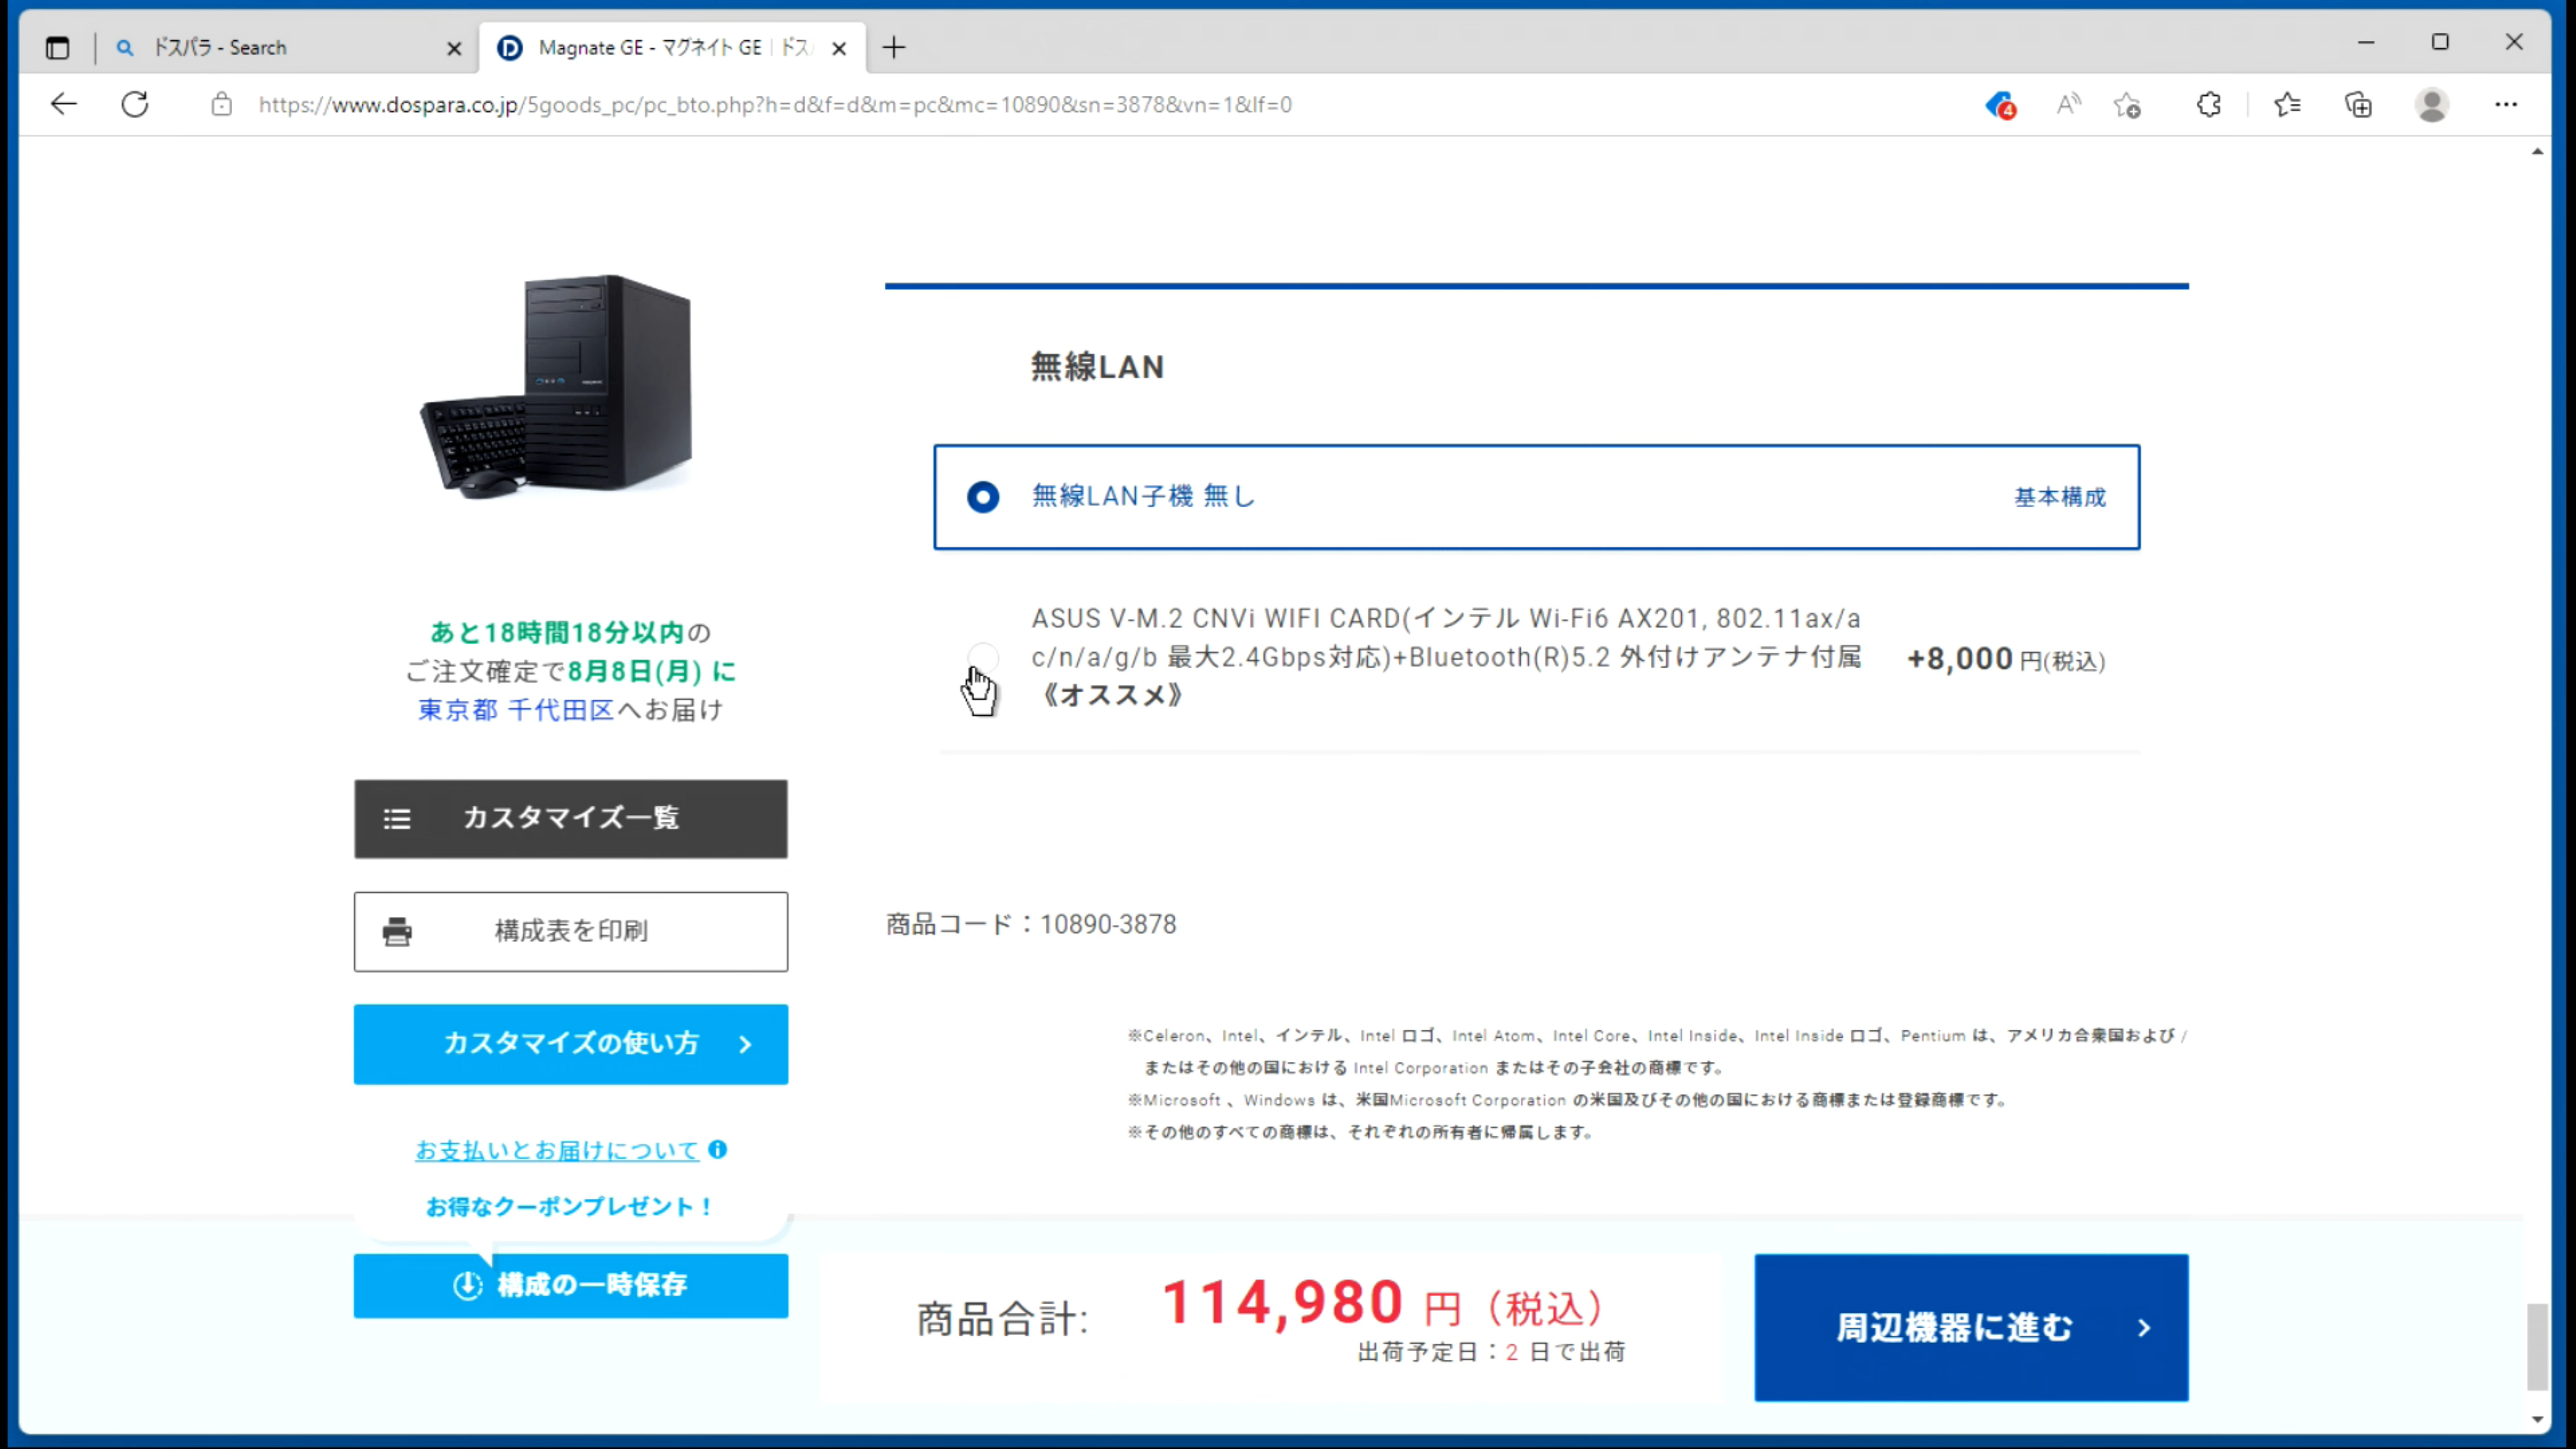 ドスパラ - Search
Magnate GE - マグネイト GE | ドスパ
https://www.dospara.co.jp/5goods_pc/pc_bto.php?h=d&f=d&m=pc&mc=10890&sn=3878&vn=1&lf=0
4
無線LAN
無線LAN子機 無し
基本構成
ASUS V-M.2 CNVi WIFI CARD(インテル Wi-Fi6 AX201, 802.11ax/a
c/n/a/g/b 最大2.4Gbps対応)+Bluetooth(R)5.2 外付けアンテナ付属
《オススメ》
+8,000 円(税込)
あと18時間18分以内の
ご注文確定で8月8日(月) に
東京都 千代田区へお届け
カスタマイズ一覧
構成表を印刷
カスタマイズの使い方
お支払いとお届けについて
お得なクーポンプレゼント！
構成の一時保存
商品コード：10890-3878
※Celeron、Intel、インテル、Intel ロゴ、Intel Atom、Intel Core、Intel Inside、Intel Inside ロゴ、Pentium は、アメリカ合衆国および /
またはその他の国における Intel Corporation またはその子会社の商標です。
※Microsoft 、Windows は、米国Microsoft Corporation の米国及びその他の国における商標または登録商標です。
※その他のすべての商標は、それぞれの所有者に帰属します。
商品合計:
114,980 円（税込）
出荷予定日：2 日で出荷
周辺機器に進む